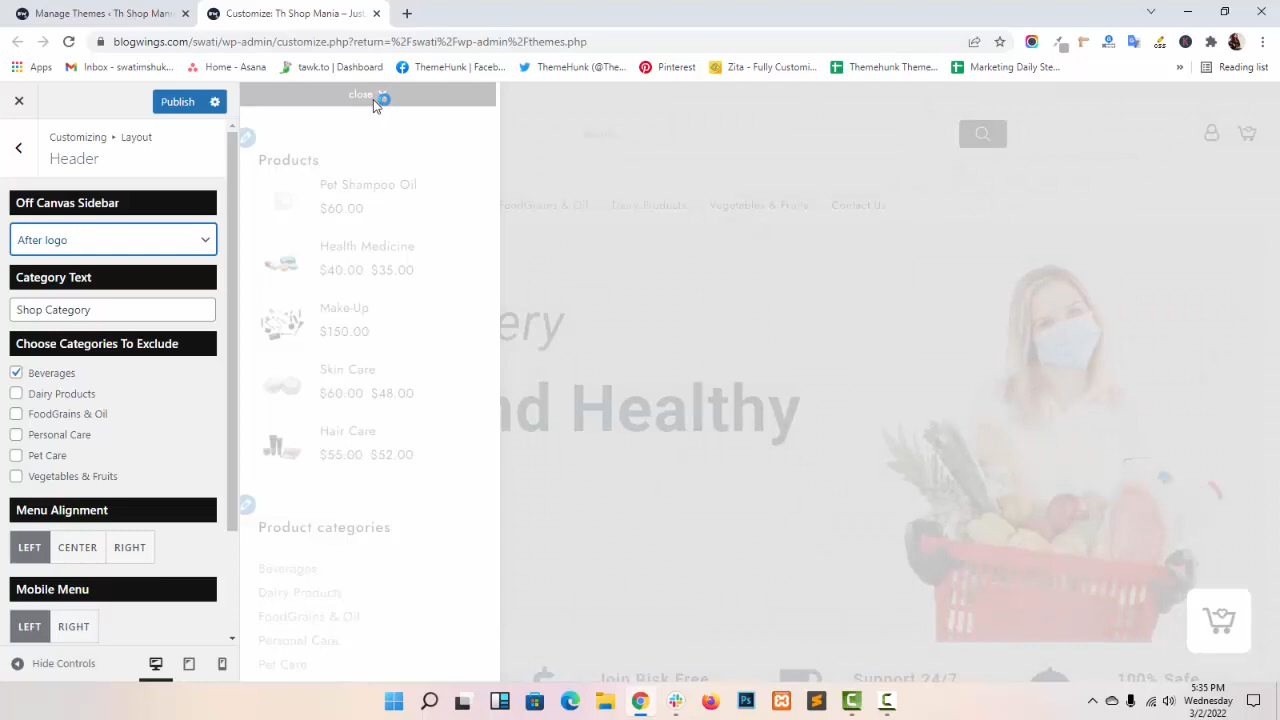 Manage Themes ‹
Customize: Th Shop Mania – Just
blogwings.com/swati/wp-admin/customize.php?return=%2Fswati%2Fwp-admin%2Fthemes.php
Apps
Inbox - swatimshuk...
Home - Asana
tawk.to | Dashboard
ThemeHunk | Faceb...
ThemeHunk (@The...
Pinterest
Zita - Fully Customi...
ThemeHunk Themem...
Marketing Daily Ste...
»
Reading list
Publish
Customizing ▸ Layout
Header
Off Canvas Sidebar
After logo
Category Text
Shop Category
Choose Categories To Exclude
Beverages
Dairy Products
FoodGrains & Oil
Personal Care
Pet Care
Vegetables & Fruits
Menu Alignment
LEFT
CENTER
RIGHT
Mobile Menu
LEFT
RIGHT
Hide Controls
close
Products
Pet Shampoo Oil
$60.00
Health Medicine
$40.00 $35.00
Make-Up
$150.00
Skin Care
$60.00 $48.00
Hair Care
$55.00 $52.00
Product categories
Beverages
Dairy Products
FoodGrains & Oil
Personal Care
Pet Care
FoodGrains & Oil
Dairy Products
Vegetables & Fruits
Contact Us
ery
nd Healthy
Join Risk Free
Support 24/7
100% Safe
5:35 PM
Wednesday
3/2/2022